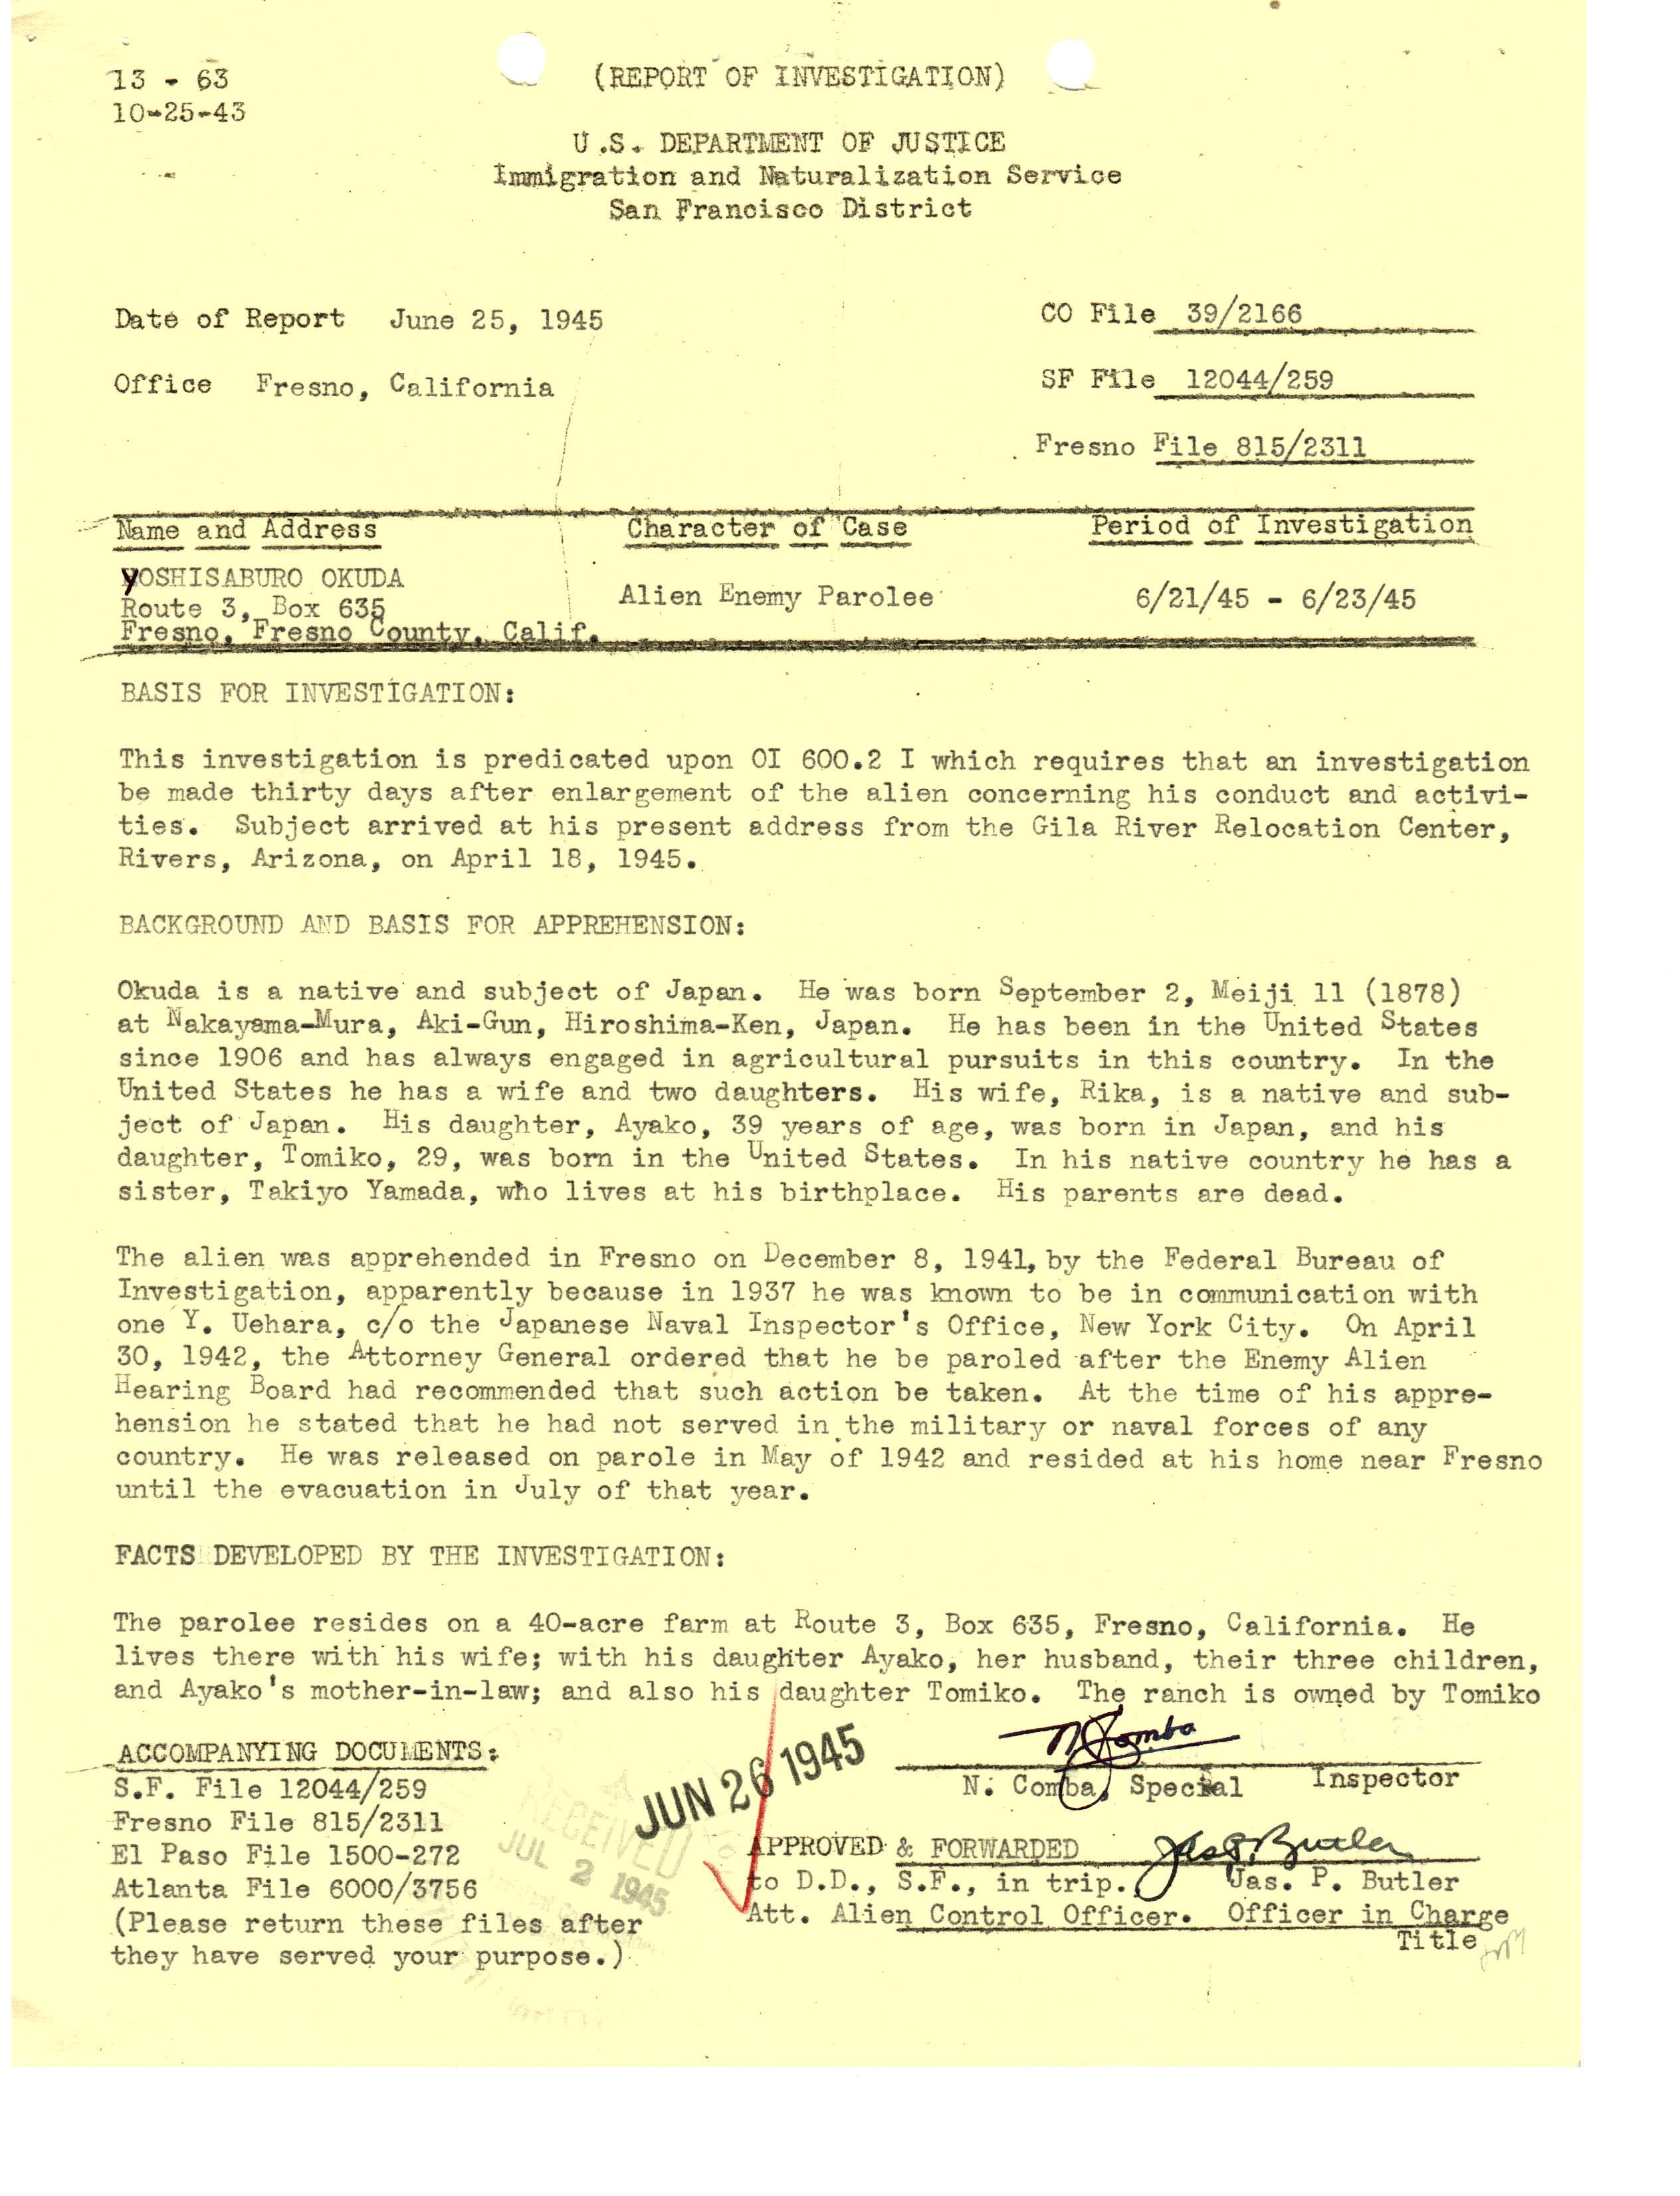 13 - 63
10-25-43
(REPORT OF INVESTIGATION)
U.S. DEPARTMENT OF JUSTICE
Immigration and Naturalization Service
San Francisco District
Date of Report June 25, 1945
CO File 39/2166
Office Fresno, California
SF File 12044/259
Fresno File 815/2311
Name and Address Character of Case Period of Investigation
YOSHISABURO OKUDA
Route 3, Box 635
Fresno, Fresno County, Calif.
Alien Enemy Parolee
6/21/45 - 6/23/45
BASIS FOR INVESTIGATION:
This investigation is predicated upon OI 600.2 I which requires that an investigation
be made thirty days after enlargement of the alien concerning his conduct and activi-
ties. Subject arrived at his present address from the Gila River Relocation Center,
Rivers, Arizona, on April 18, 1945.
BACKGROUND AND BASIS FOR APPREHENSION:
Okuda is a native and subject of Japan. He was born September 2, Meiji 11 (1878)
at Nakayama-Mura, Aki-Gun, Hiroshima-Ken, Japan. He has been in the United States
since 1906 and has always engaged in agricultural pursuits in this country. In the
United States he has a wife and two daughters. His wife, Rika, is a native and sub-
ject of Japan. His daughter, Ayako, 39 years of age, was born in Japan, and his
daughter, Tomiko, 29, was born in the United States. In his native country he has a
sister, Takiyo Yamada, who lives at his birthplace. His parents are dead.
The alien was apprehended in Fresno on December 8, 1941, by the Federal Bureau of
Investigation, apparently because in 1937 he was known to be in communication with
one Y. Uehara, c/o the Japanese Naval Inspector's Office, New York City. On April
30, 1942, the Attorney General ordered that he be paroled after the Enemy Alien
Hearing Board had recommended that such action be taken. At the time of his appre-
hension he stated that he had not served in the military or naval forces of any
country. He was released on parole in May of 1942 and resided at his home near Fresno
until the evacuation in July of that year.
FACTS DEVELOPED BY THE INVESTIGATION:
The parolee resides on a 40-acre farm at Route 3, Box 635, Fresno, California. He
lives there with his wife; with his daughter Ayako, her husband, their three children,
and Ayako's mother-in-law; and also his daughter Tomiko. The ranch is owned by Tomiko
ACCOMPANYING DOCUMENTS:
S.F. File 12044/259
Fresno File 815/2311
El Paso File 1500-272
Atlanta File 6000/3756
(Please return these files after
they have served your purpose.)
RECEIVED
JUL 2 1945
JUN 26 1945
N Comba
N. Comba, Special Inspector
APPROVED & FORWARDED Jas P. Butler
to D.D., S.F., in trip. Jas. P. Butler
Att. Alien Control Officer. Officer in Charge
Title